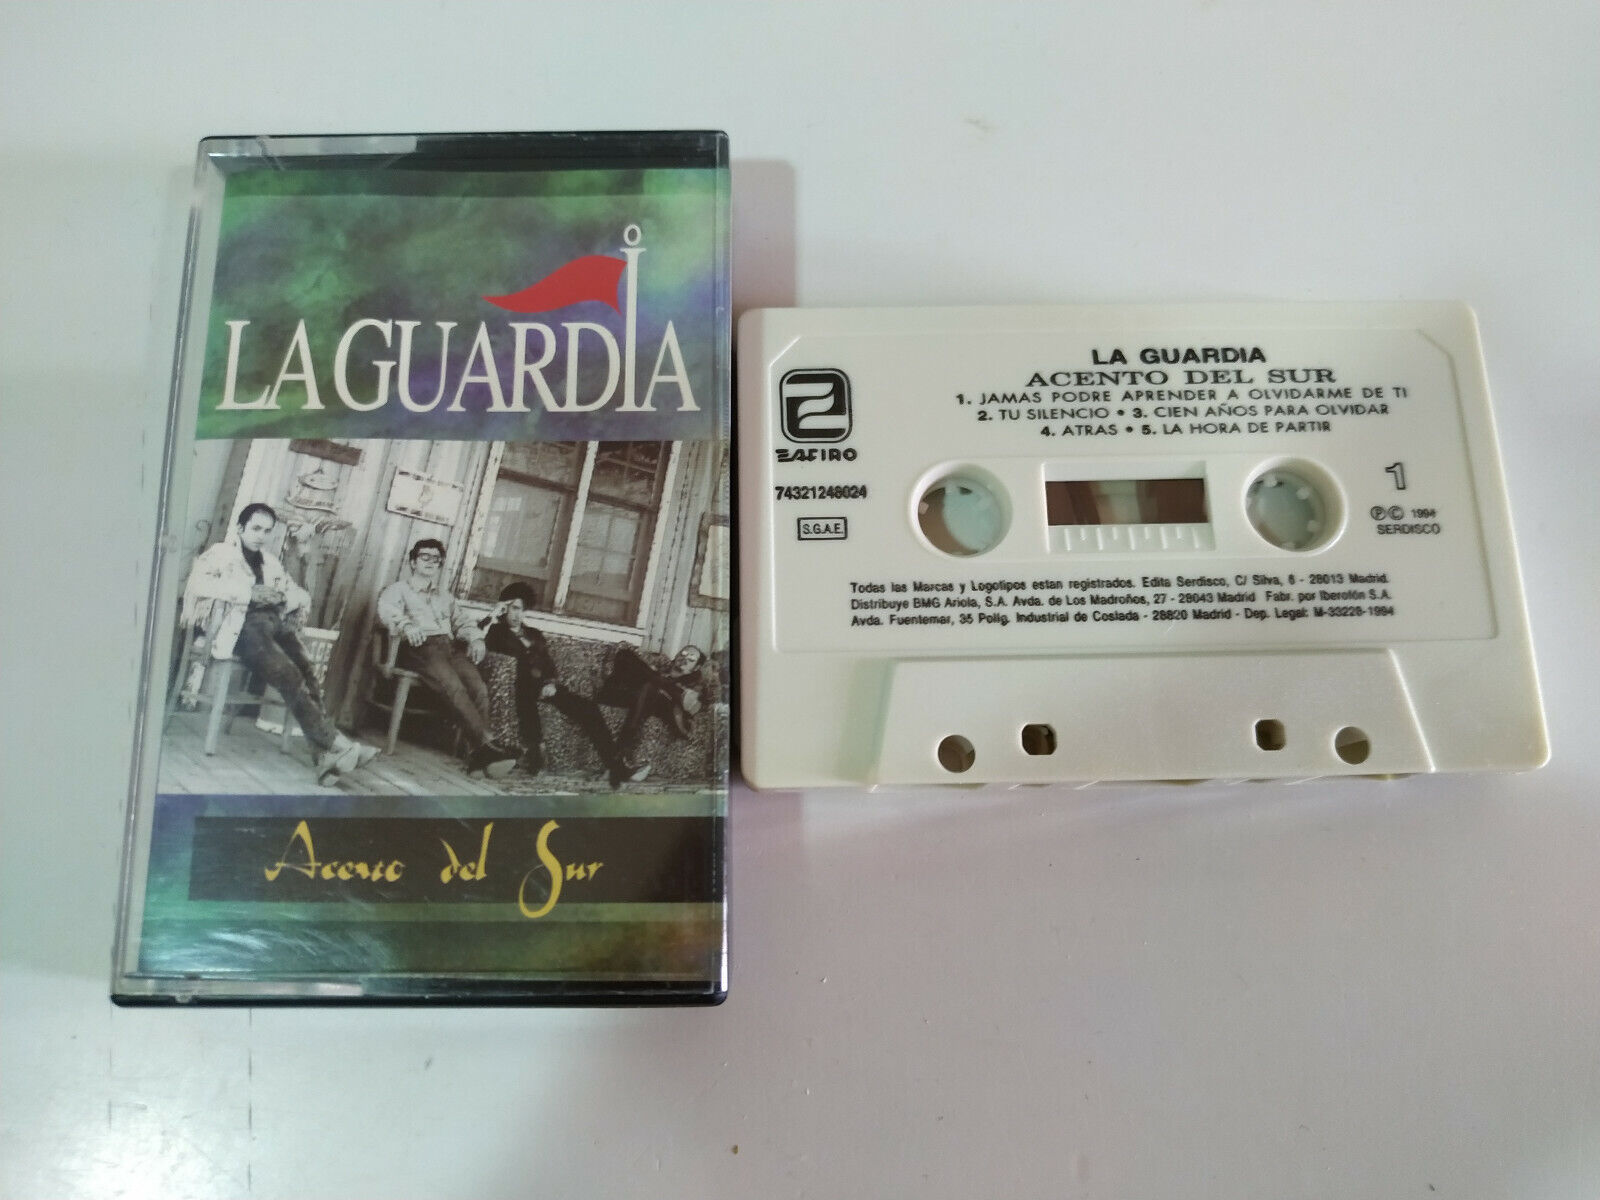 LA GUARDIA
Acento del Sur
LA GUARDIA
ACENTO DEL SUR
1. JAMAS PODRE APRENDER A OLVIDARME DE TI
2. TU SILENCIO • 3. CIEN AÑOS PARA OLVIDAR
4. ATRAS • 5. LA HORA DE PARTIR
ZAFIRO
74321248024
S.G.A.E.
1
℗© 1994
SERDISCO
Todas las Marcas y Logotipos estan registrados. Edita Serdisco, C/ Silva, 6 - 28013 Madrid.
Distribuye BMG Ariola, S.A. Avda. de Los Madroños, 27 - 28043 Madrid Fabr. por Iberofón S.A.
Avda. Fuentemar, 35 Polig. Industrial de Coslada - 28820 Madrid - Dep. Legal: M-33228-1994